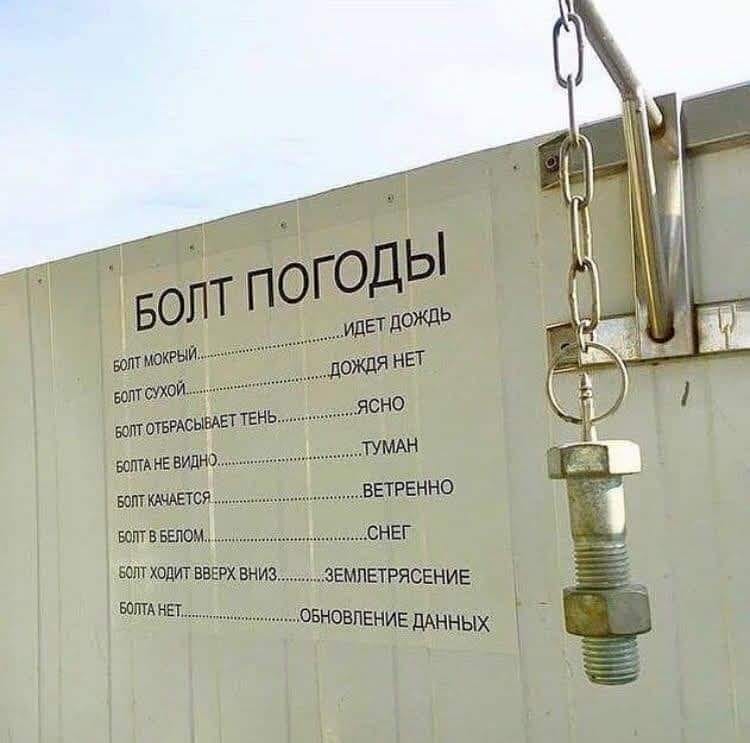 БОЛТ ПОГОДЫ
БОЛТ МОКРЫЙ..............................ИДЕТ ДОЖДЬ
БОЛТ СУХОЙ..............................ДОЖДЯ НЕТ
БОЛТ ОТБРАСЫВАЕТ ТЕНЬ................ЯСНО
БОЛТА НЕ ВИДНО.............................ТУМАН
БОЛТ КАЧАЕТСЯ..............................ВЕТРЕННО
БОЛТ В БЕЛОМ................................СНЕГ
БОЛТ ХОДИТ ВВЕРХ ВНИЗ..........ЗЕМЛЕТРЯСЕНИЕ
БОЛТА НЕТ.........................ОБНОВЛЕНИЕ ДАННЫХ